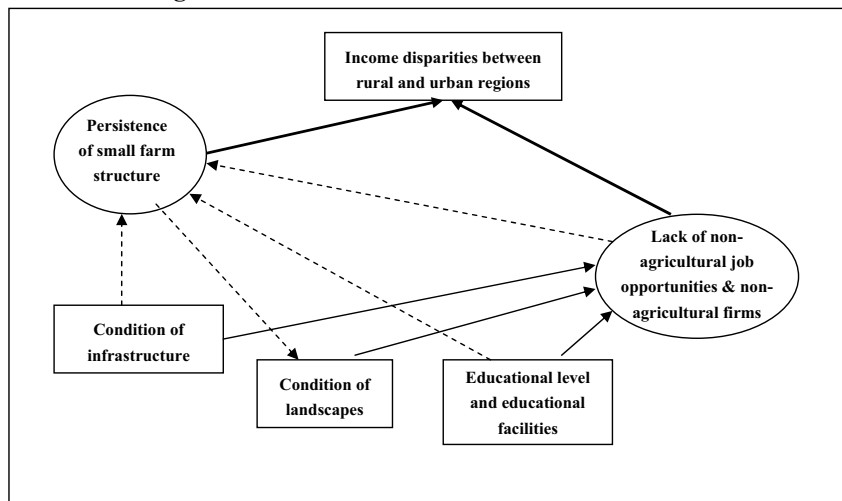 Income disparities between
rural and urban regions
Persistence
of small farm
structure
Lack of non-
agricultural job
opportunities & non-
agricultural firms
Condition of
infrastructure
Condition of
landscapes
Educational level
and educational
facilities